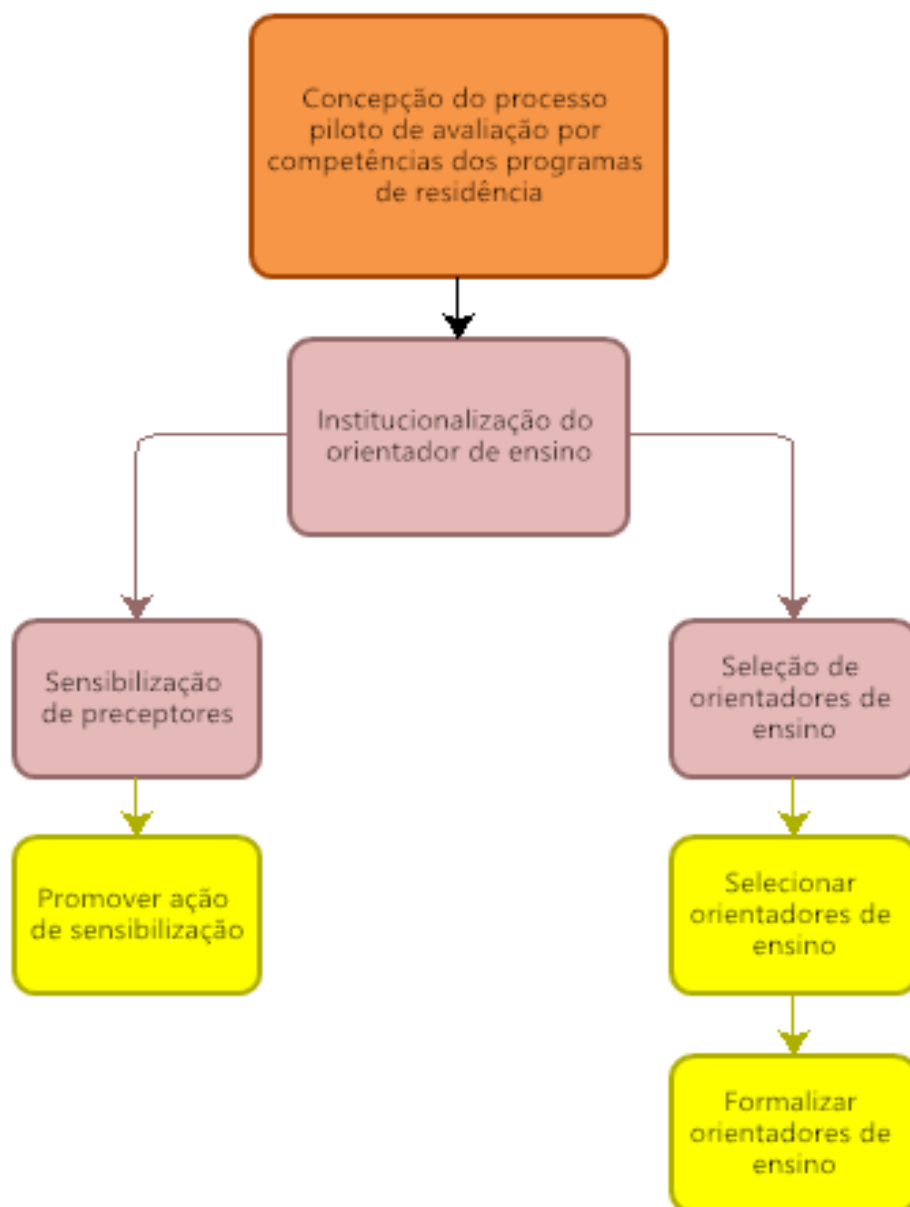 Concepção do processo
piloto de avaliação por
competências dos programas
de residência
Institucionalização do
orientador de ensino
Sensibilização
de preceptores
Seleção de
orientadores de
ensino
Promover ação
de sensibilização
Selecionar
orientadores de
ensino
Formalizar
orientadores de
ensino